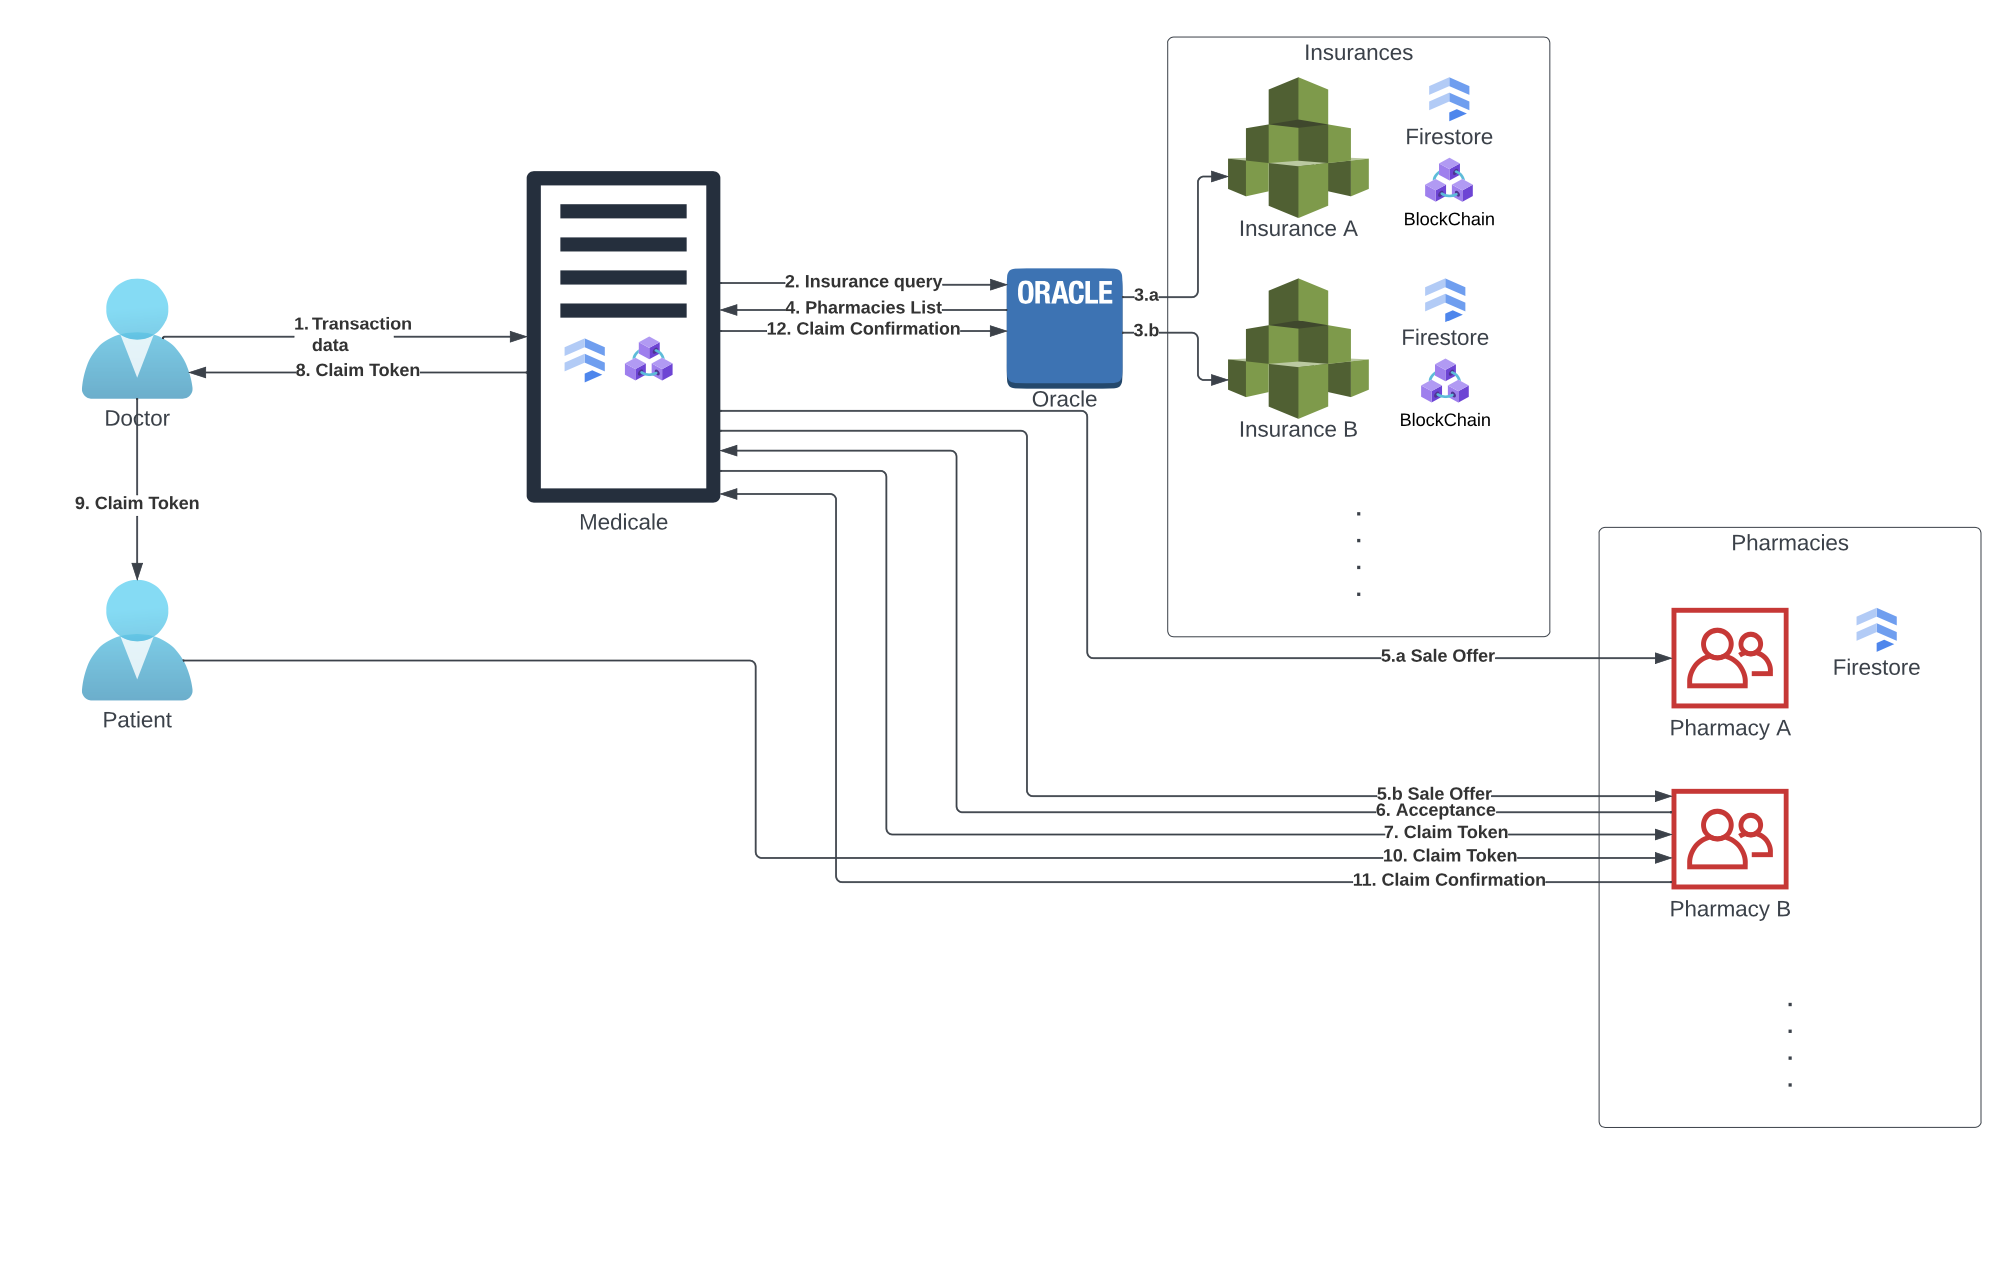 Insurances
Firestore
BlockChain
Insurance A
Firestore
BlockChain
Insurance B
.
.
.
.
1. Transaction
data
8. Claim Token
Doctor
9. Claim Token
Patient
Medicale
2. Insurance query
4. Pharmacies List
12. Claim Confirmation
ORACLE
Oracle
3.a
3.b
Pharmacies
5.a Sale Offer
Firestore
Pharmacy A
5.b Sale Offer
6. Acceptance
7. Claim Token
10. Claim Token
11. Claim Confirmation
Pharmacy B
.
.
.
.